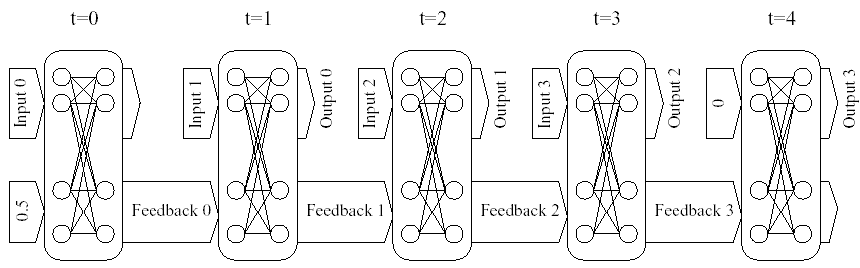 t=0
t=1
t=2
t=3
t=4
Input 0
Input 1
Output 0
Input 2
Output 1
Input 3
Output 2
0
Output 3
0.5
Feedback 0
Feedback 1
Feedback 2
Feedback 3